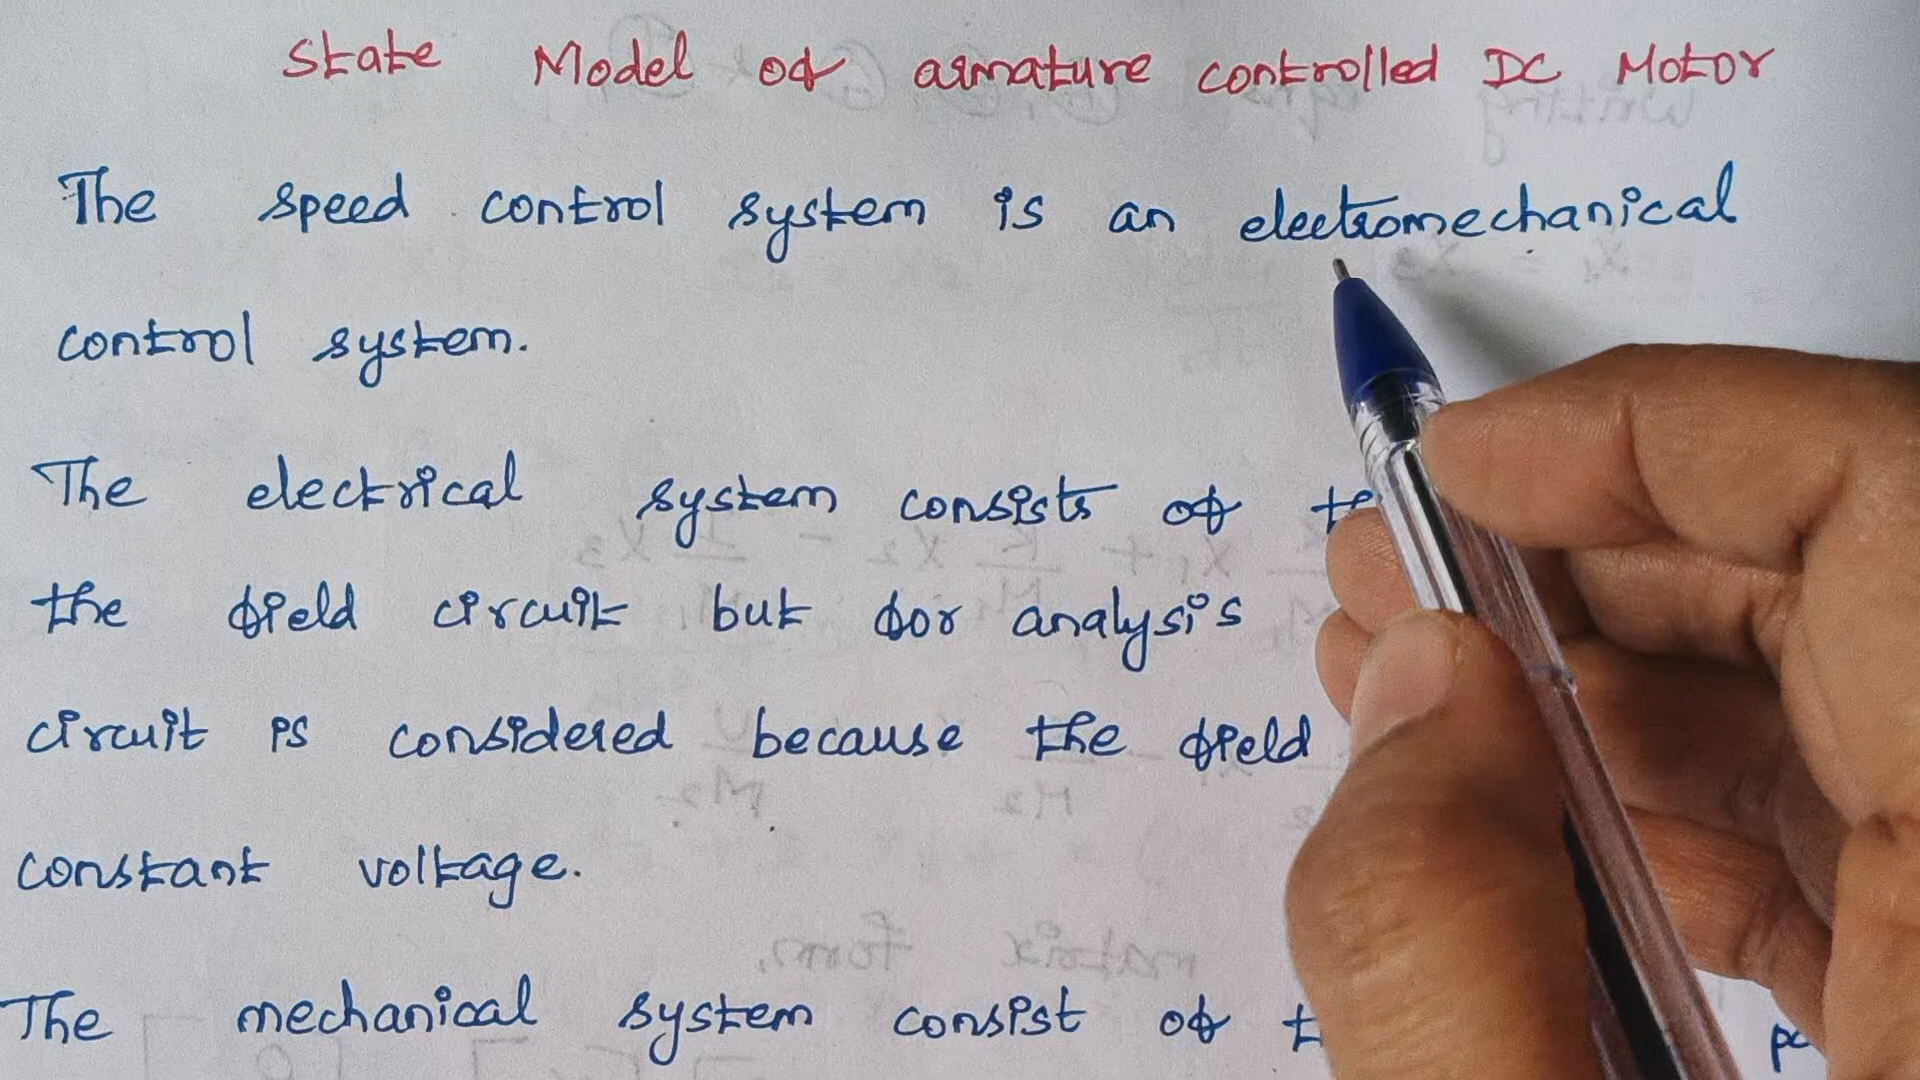 State Model of armature controlled DC Motor
The speed control system is an electromechanical
control system.
The electrical system consists of
the field circuit but for analysis
circuit is considered because the field
constant voltage.
The mechanical system consist of